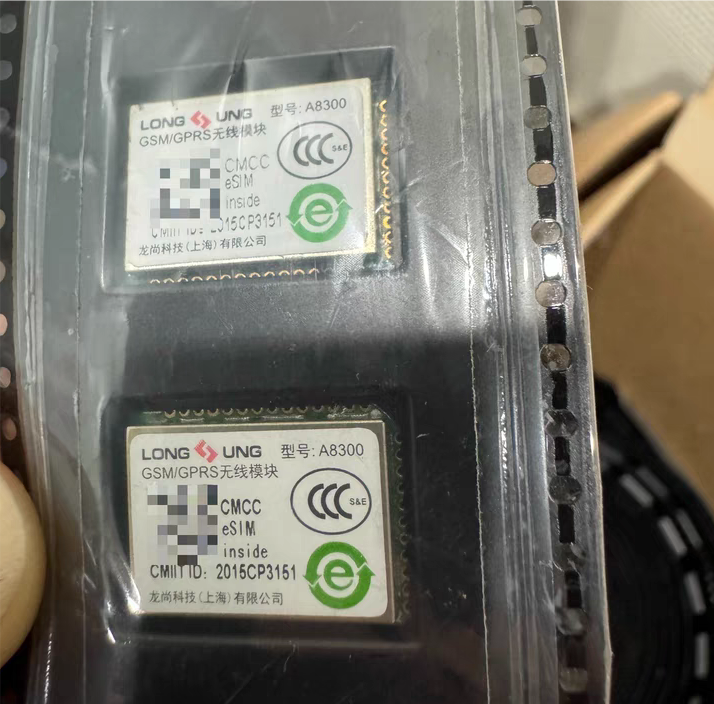 LONG UNG 型号: A8300
GSM/GPRS无线模块
CCC S&E
CMCC
eSIM
inside
e
CMIIT ID: 2015CP3151
龙尚科技(上海)有限公司
LONG UNG 型号: A8300
GSM/GPRS无线模块
CCC S&E
CMCC
eSIM
inside
e
CMIIT ID: 2015CP3151
龙尚科技(上海)有限公司